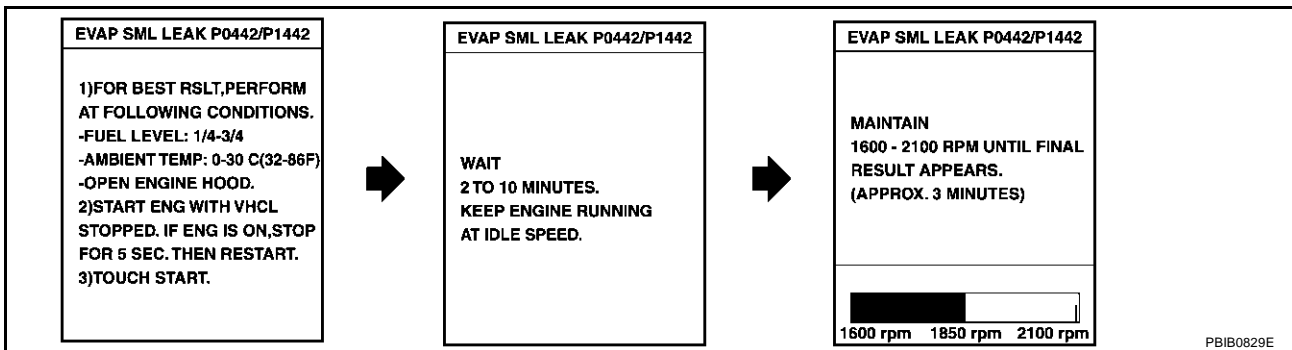 EVAP SML LEAK P0442/P1442
1)FOR BEST RSLT,PERFORM
AT FOLLOWING CONDITIONS.
-FUEL LEVEL: 1/4-3/4
-AMBIENT TEMP: 0-30 C(32-86F)
-OPEN ENGINE HOOD.
2)START ENG WITH VHCL
STOPPED. IF ENG IS ON,STOP
FOR 5 SEC. THEN RESTART.
3)TOUCH START.
EVAP SML LEAK P0442/P1442
WAIT
2 TO 10 MINUTES.
KEEP ENGINE RUNNING
AT IDLE SPEED.
EVAP SML LEAK P0442/P1442
MAINTAIN
1600 - 2100 RPM UNTIL FINAL
RESULT APPEARS.
(APPROX. 3 MINUTES)
1600 rpm 1850 rpm 2100 rpm
PBIB0829E